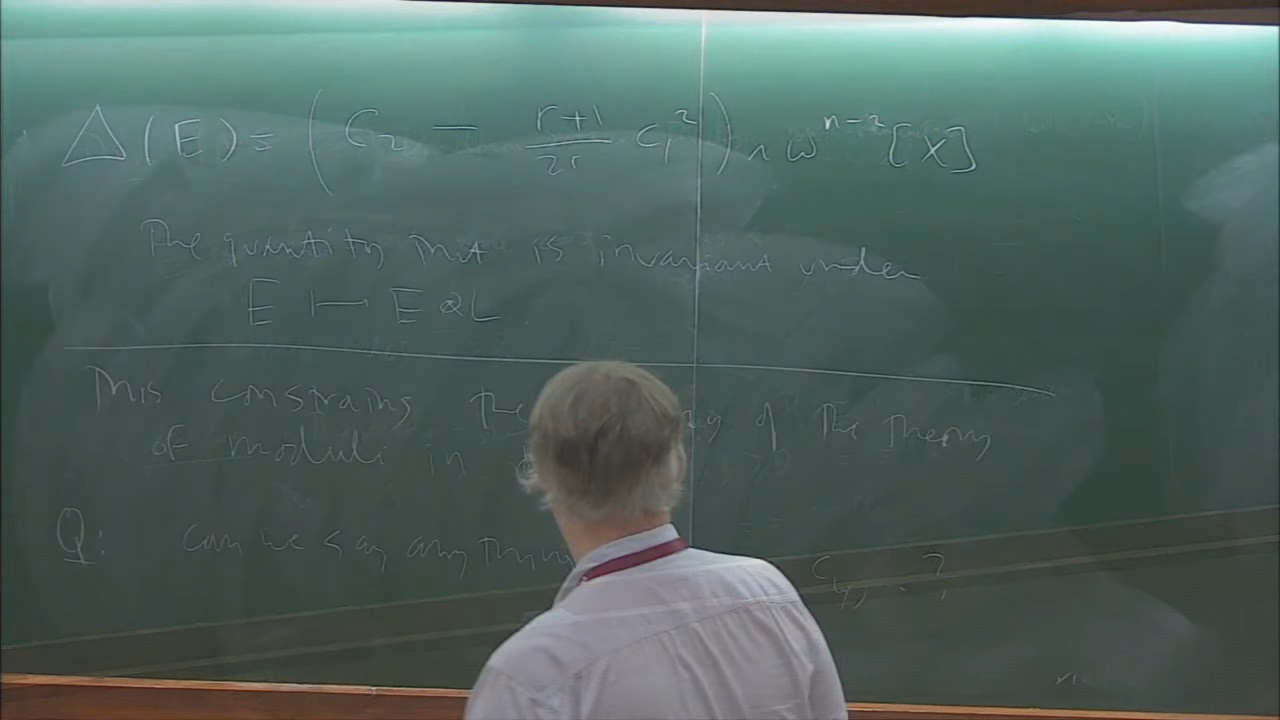 △(E) = (C₂ − r+1/2r c₁²) ∧ ω^{n-2}[X]
The quantity that is invariant under
E ⟼ E⊗L
This constrains the of the theory
of moduli in
Q: can we say anything ?